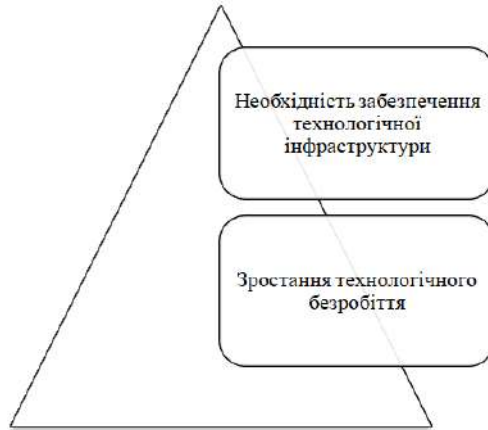 Необхідність забезпечення
технологічної
інфраструктури
Зростання технологічного
безробіття